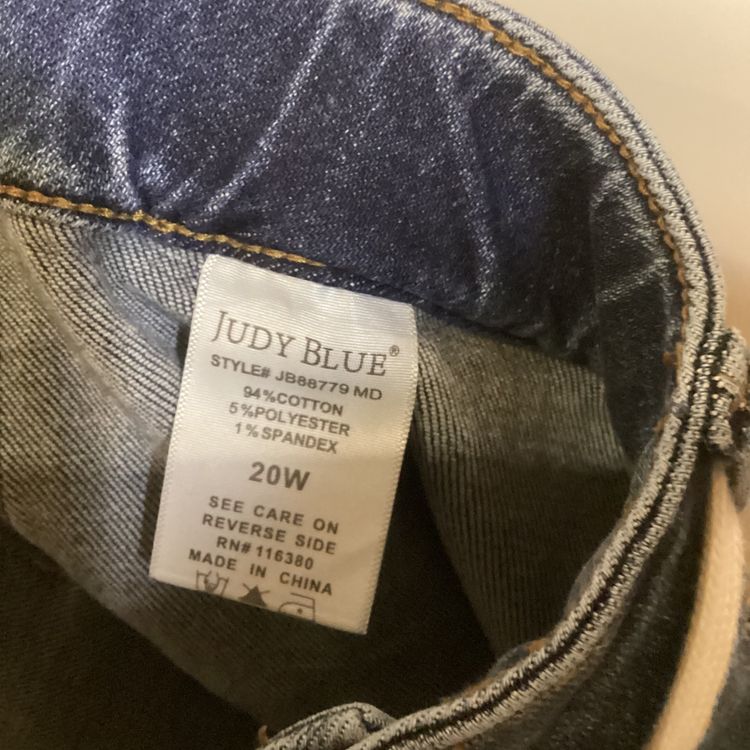 JUDY BLUE®
STYLE# JB88779 MD
94%COTTON
5%POLYESTER
1%SPANDEX
20W
SEE CARE ON
REVERSE SIDE
RN# 116380
MADE IN CHINA